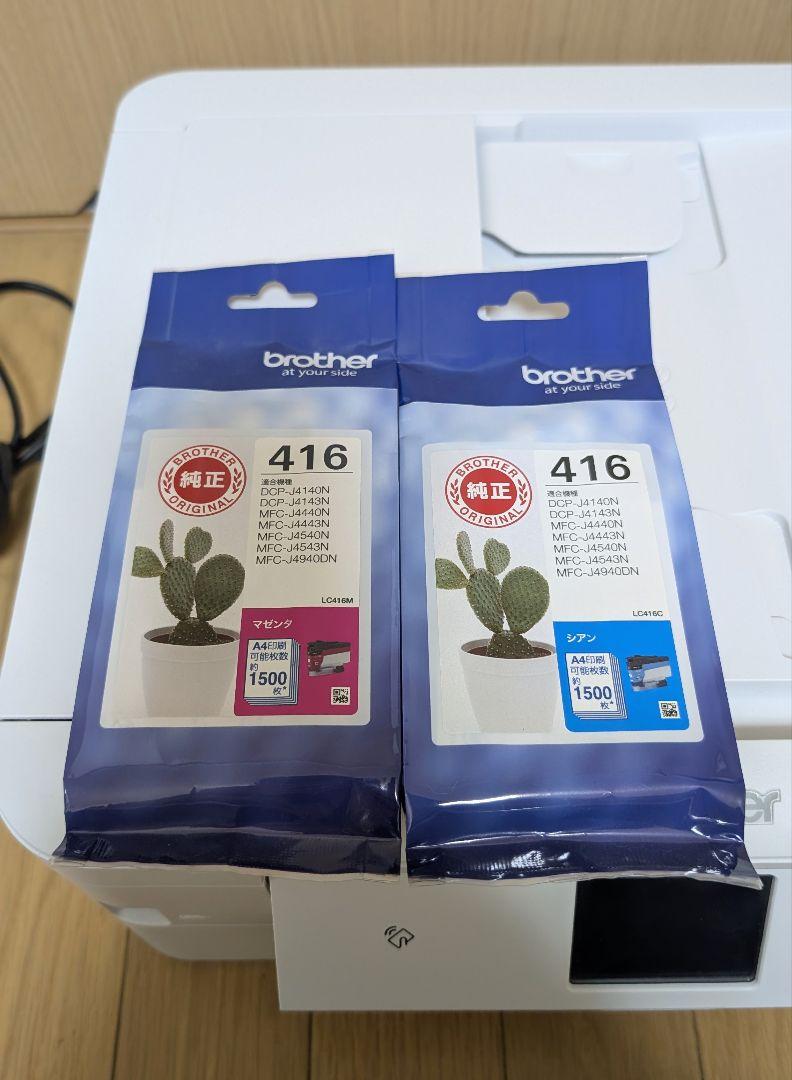 brother
at your side
BROTHER
純正
ORIGINAL
416
適合機種
DCP-J4140N
DCP-J4143N
MFC-J4440N
MFC-J4443N
MFC-J4540N
MFC-J4543N
MFC-J4940DN
LC416M
マゼンタ
A4印刷
可能枚数
約
1500
枚*
brother
at your side
BROTHER
純正
ORIGINAL
416
適合機種
DCP-J4140N
DCP-J4143N
MFC-J4440N
MFC-J4443N
MFC-J4540N
MFC-J4543N
MFC-J4940DN
LC416C
シアン
A4印刷
可能枚数
約
1500
枚*
er